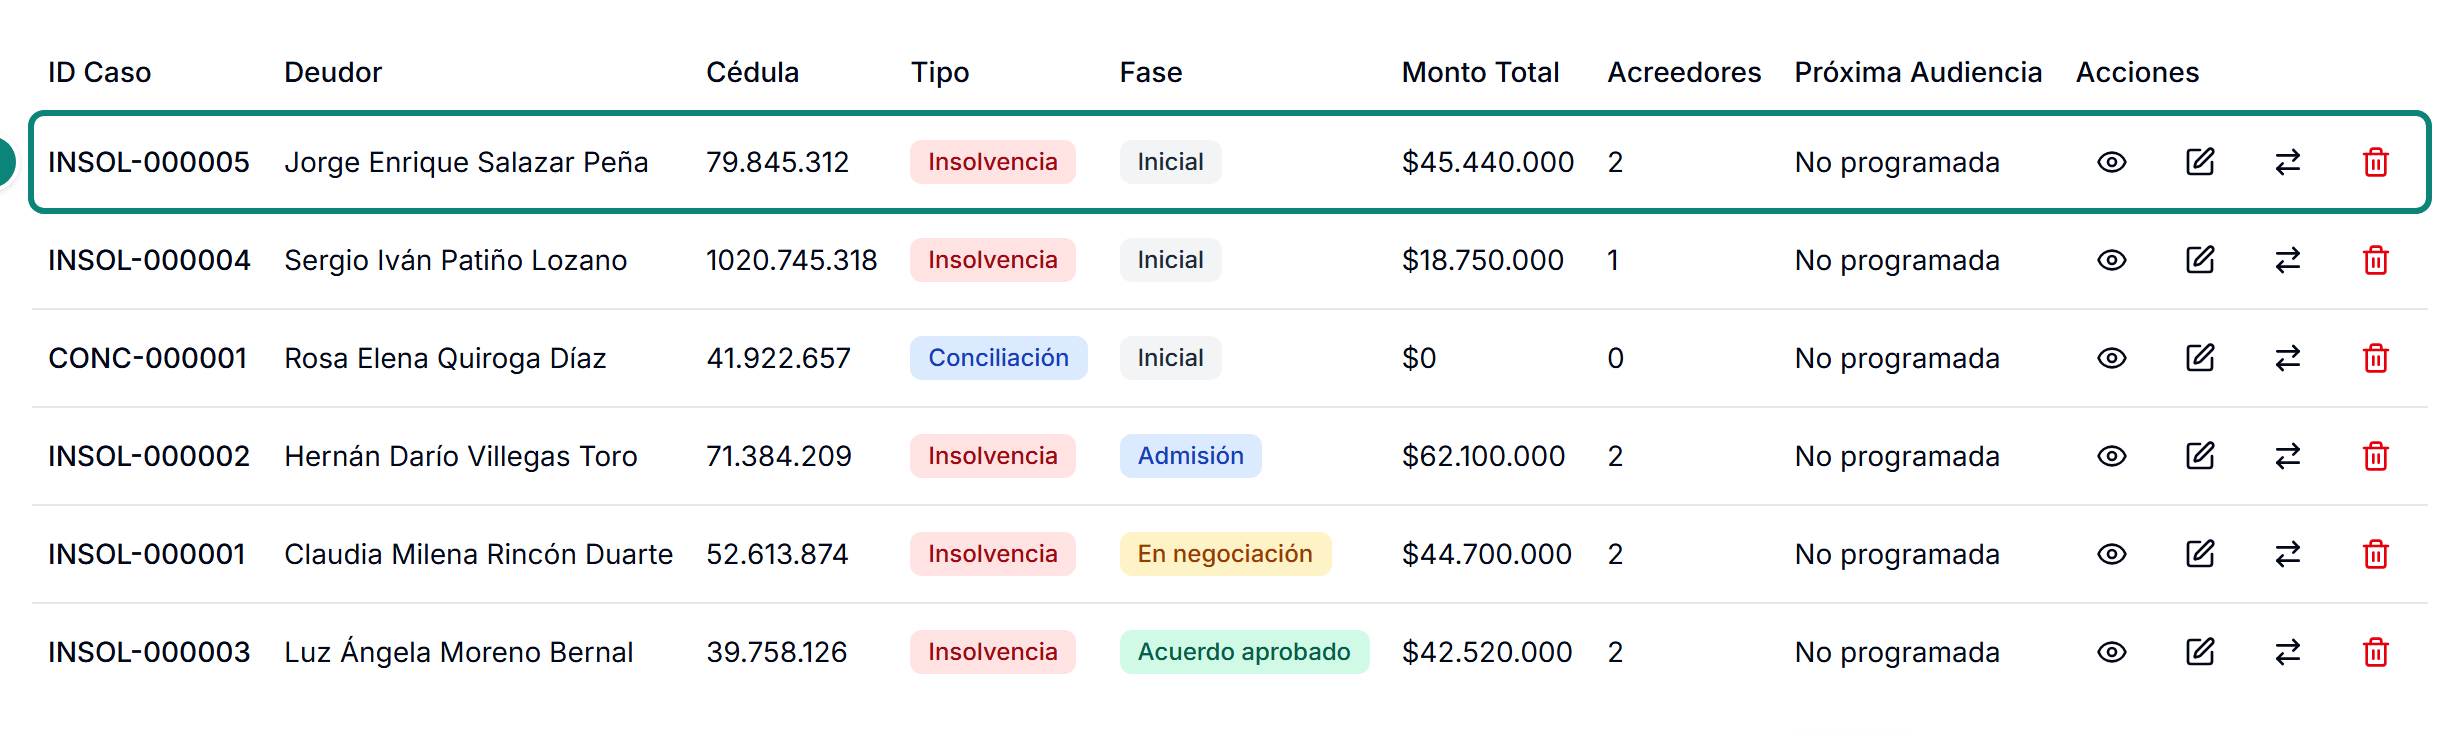 ID Caso Deudor Cédula Tipo Fase Monto Total Acreedores Próxima Audiencia Acciones
INSOL-000005 Jorge Enrique Salazar Peña 79.845.312 Insolvencia Inicial $45.440.000 2 No programada
INSOL-000004 Sergio Iván Patiño Lozano 1020.745.318 Insolvencia Inicial $18.750.000 1 No programada
CONC-000001 Rosa Elena Quiroga Díaz 41.922.657 Conciliación Inicial $0 0 No programada
INSOL-000002 Hernán Darío Villegas Toro 71.384.209 Insolvencia Admisión $62.100.000 2 No programada
INSOL-000001 Claudia Milena Rincón Duarte 52.613.874 Insolvencia En negociación $44.700.000 2 No programada
INSOL-000003 Luz Ángela Moreno Bernal 39.758.126 Insolvencia Acuerdo aprobado $42.520.000 2 No programada